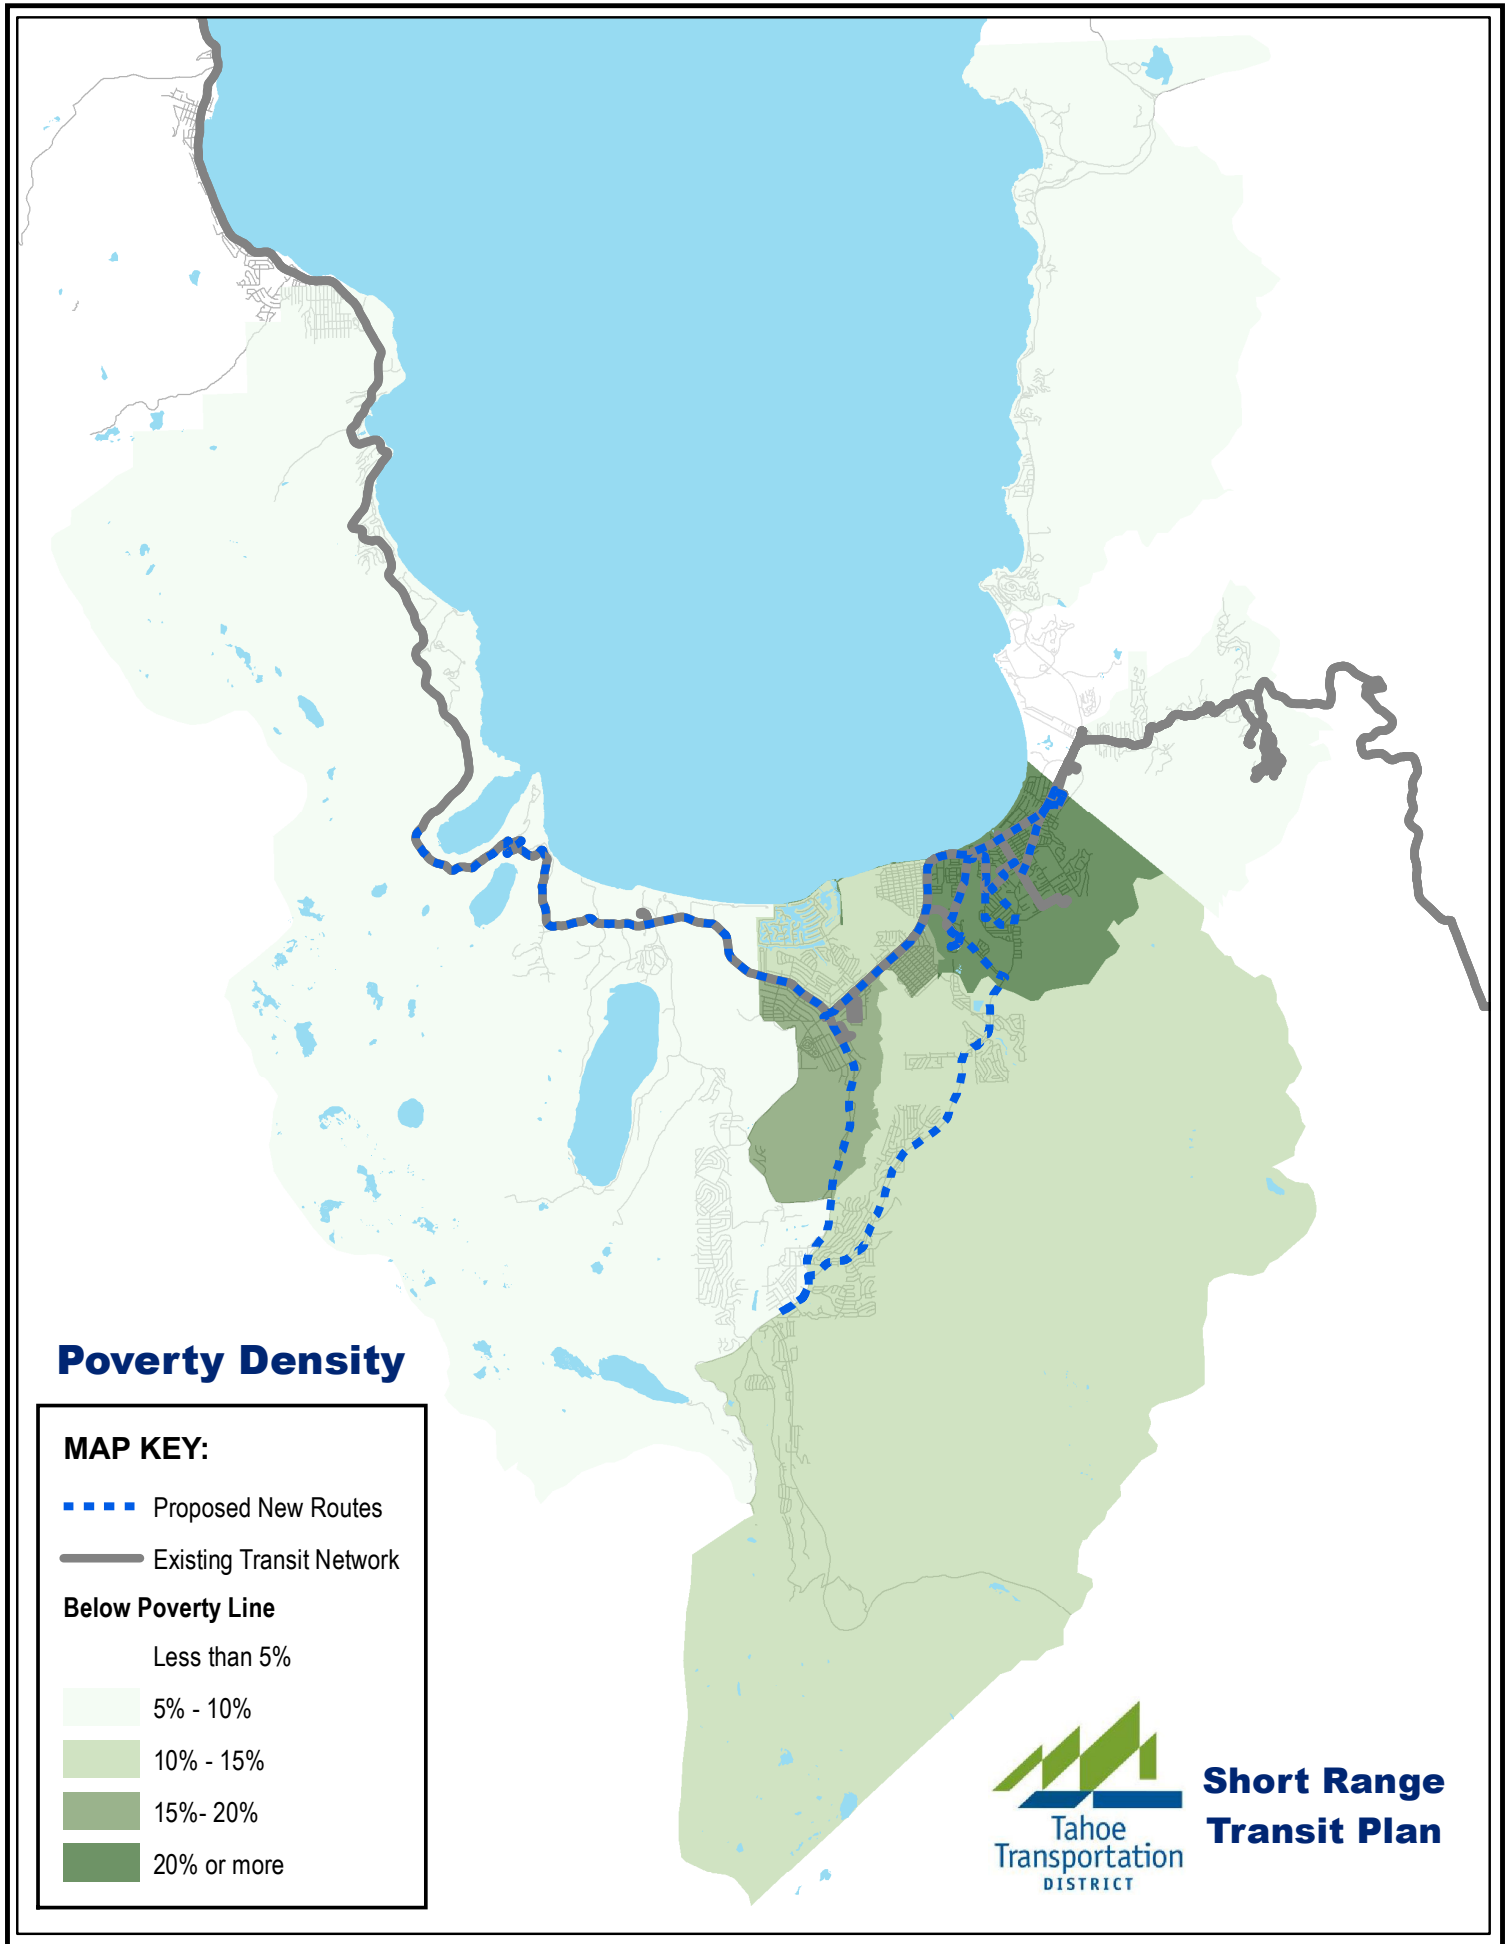 Poverty Density
MAP KEY:
Proposed New Routes
Existing Transit Network
Below Poverty Line
Less than 5%
5% - 10%
10% - 15%
15%- 20%
20% or more
Tahoe
Transportation
DISTRICT
Short Range
Transit Plan